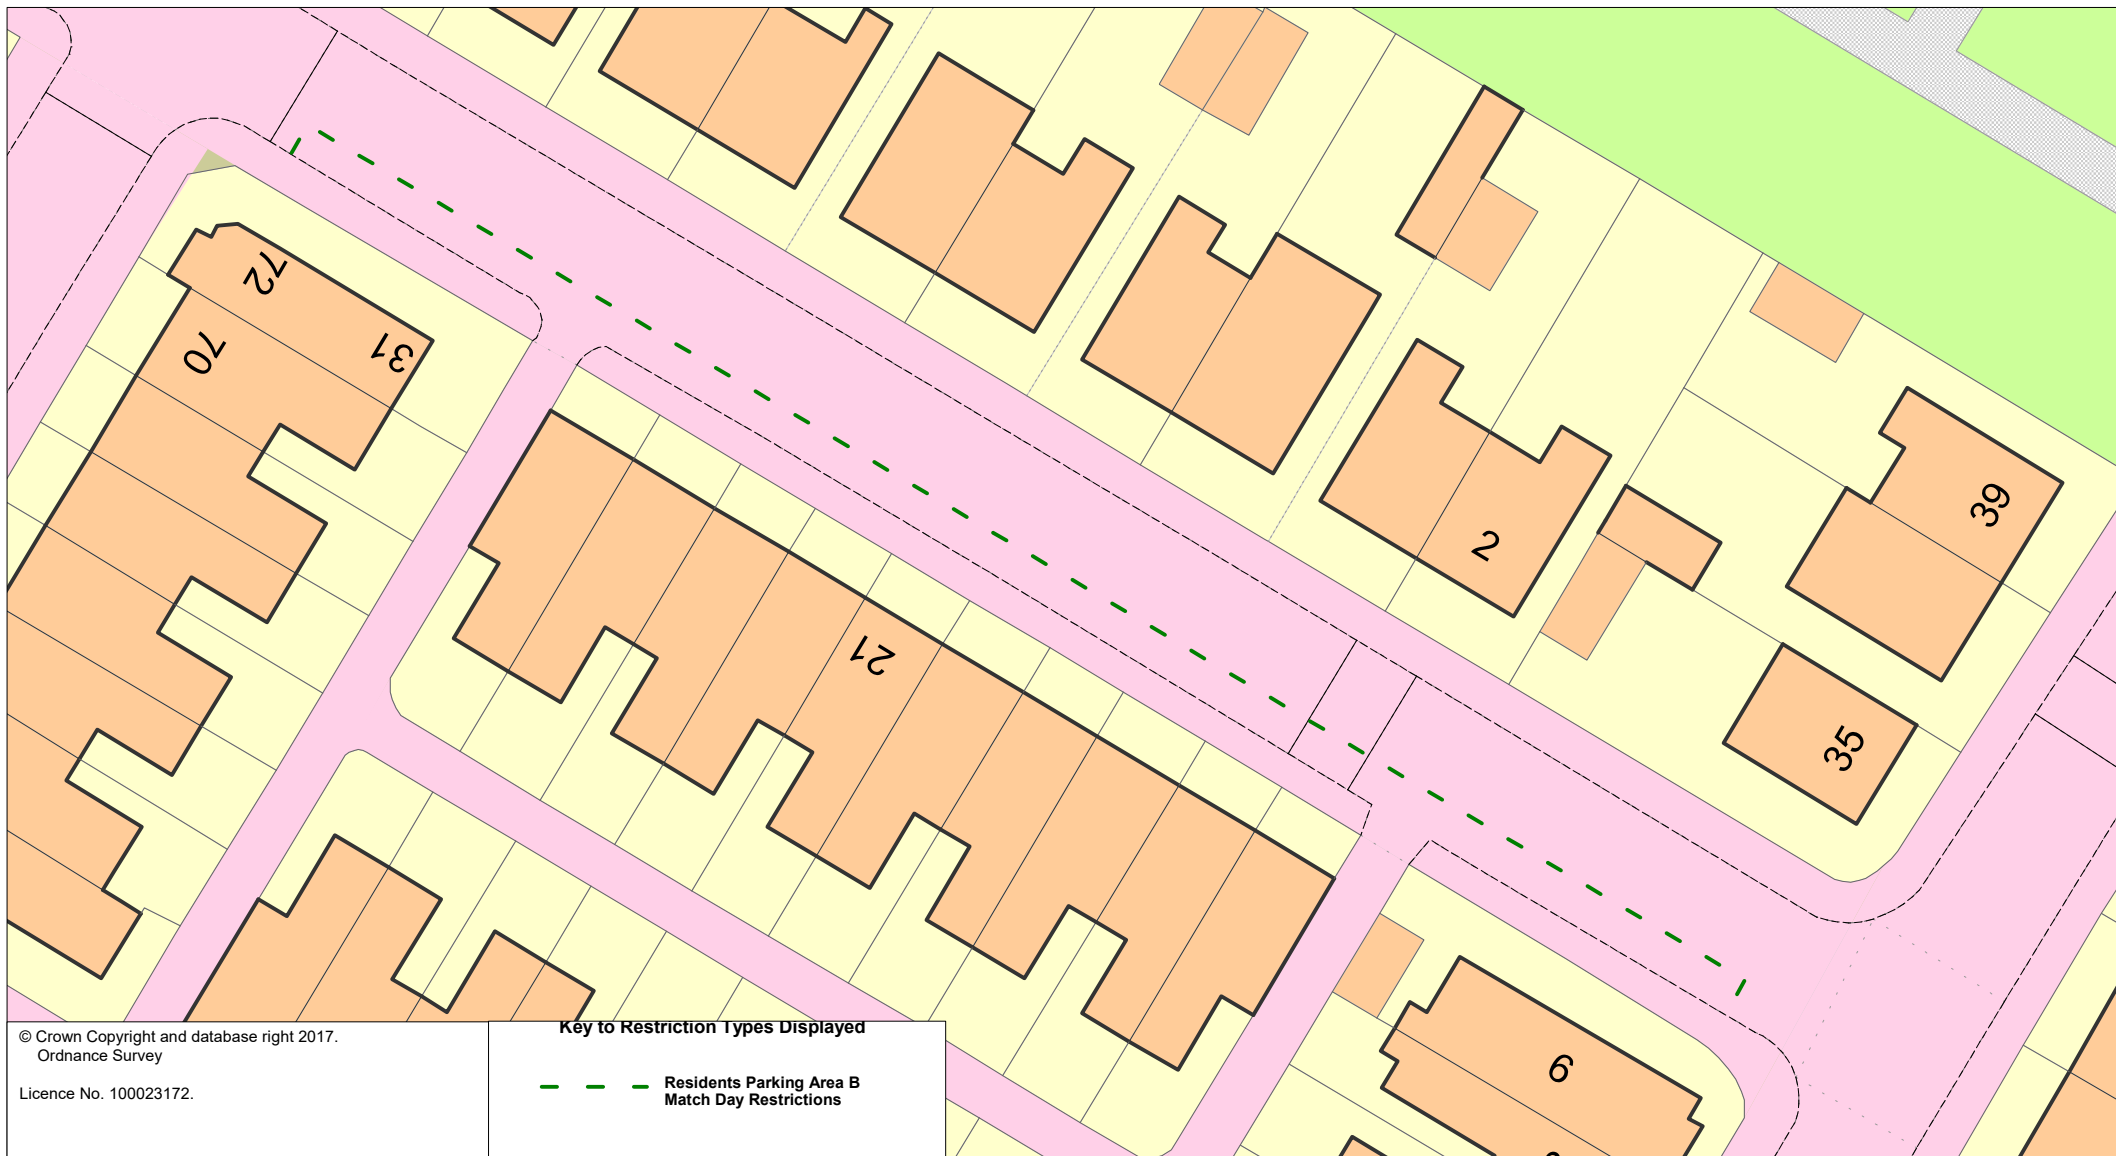 72
70
31
21
2
39
35
6
© Crown Copyright and database right 2017.
Ordnance Survey
Licence No. 100023172.
Key to Restriction Types Displayed
Residents Parking Area B
Match Day Restrictions